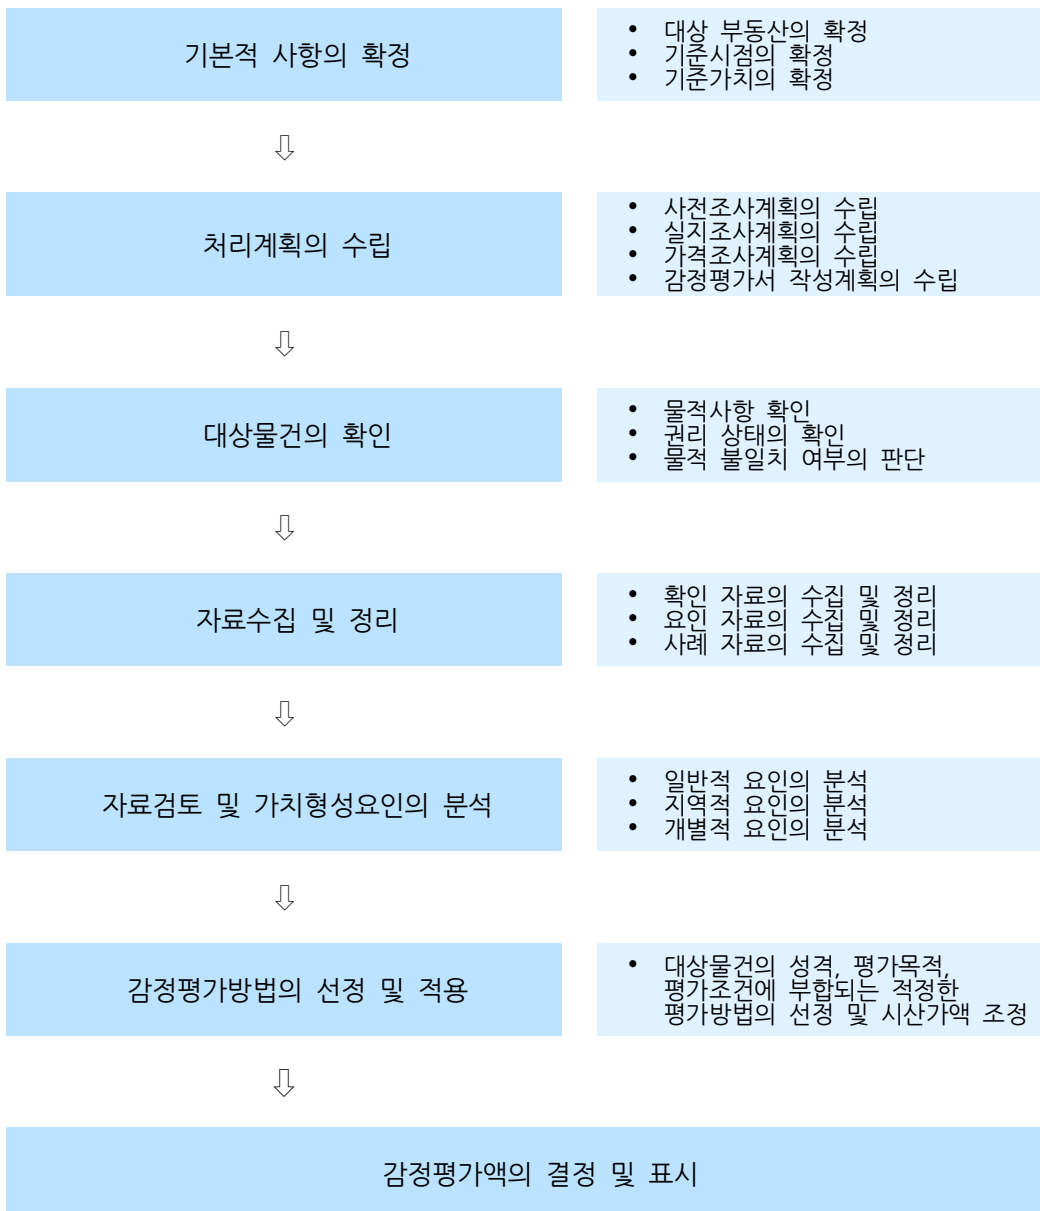 기본적 사항의 확정
• 대상 부동산의 확정
• 기준시점의 확정
• 기준가치의 확정
⇩
처리계획의 수립
• 사전조사계획의 수립
• 실지조사계획의 수립
• 가격조사계획의 수립
• 감정평가서 작성계획의 수립
⇩
대상물건의 확인
• 물적사항 확인
• 권리 상태의 확인
• 물적 불일치 여부의 판단
⇩
자료수집 및 정리
• 확인 자료의 수집 및 정리
• 요인 자료의 수집 및 정리
• 사례 자료의 수집 및 정리
⇩
자료검토 및 가치형성요인의 분석
• 일반적 요인의 분석
• 지역적 요인의 분석
• 개별적 요인의 분석
⇩
감정평가방법의 선정 및 적용
• 대상물건의 성격, 평가목적,
평가조건에 부합되는 적정한
평가방법의 선정 및 시산가액 조정
⇩
감정평가액의 결정 및 표시